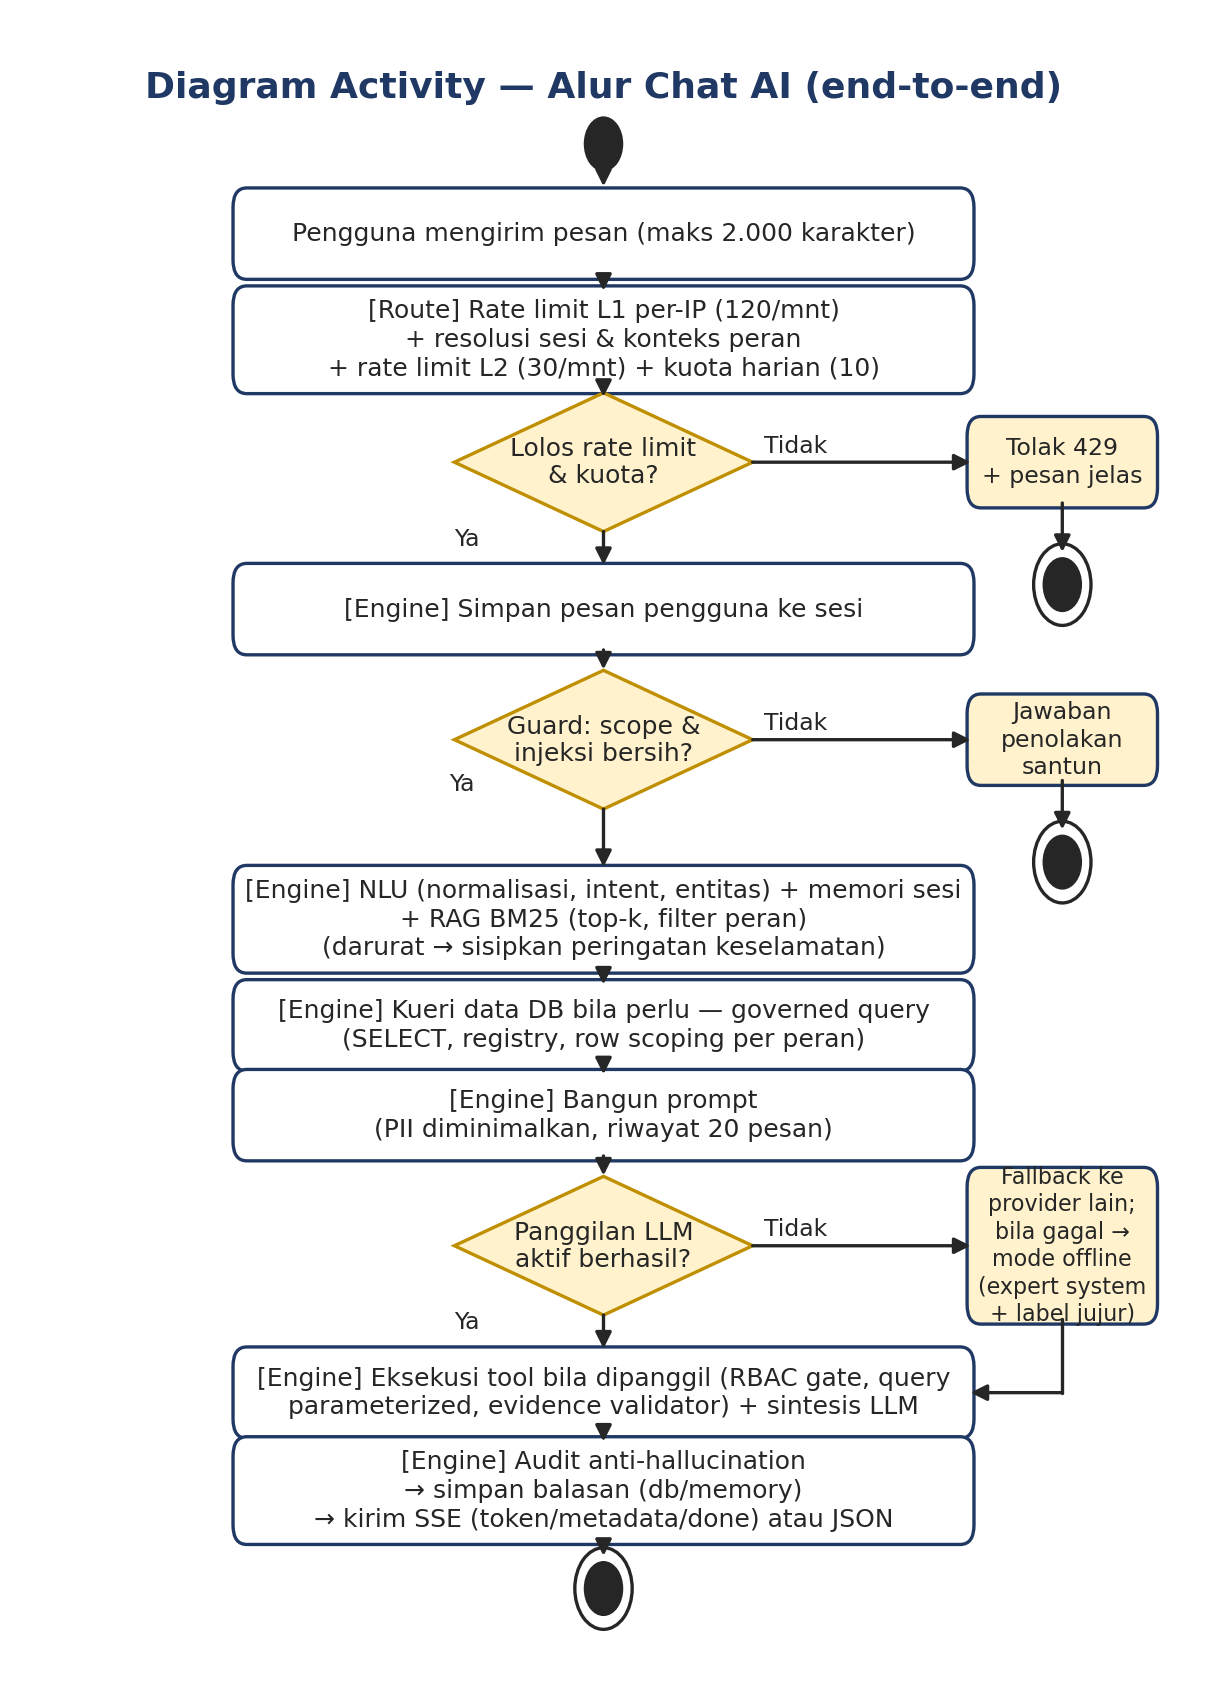 Diagram Activity — Alur Chat AI (end-to-end)
Pengguna mengirim pesan (maks 2.000 karakter)
[Route] Rate limit L1 per-IP (120/mnt)
+ resolusi sesi & konteks peran
+ rate limit L2 (30/mnt) + kuota harian (10)
Lolos rate limit
& kuota?
Tidak
Tolak 429
+ pesan jelas
Ya
[Engine] Simpan pesan pengguna ke sesi
Guard: scope &
injeksi bersih?
Tidak
Jawaban
penolakan
santun
Ya
[Engine] NLU (normalisasi, intent, entitas) + memori sesi
+ RAG BM25 (top-k, filter peran)
(darurat → sisipkan peringatan keselamatan)
[Engine] Kueri data DB bila perlu — governed query
(SELECT, registry, row scoping per peran)
[Engine] Bangun prompt
(PII diminimalkan, riwayat 20 pesan)
Panggilan LLM
aktif berhasil?
Tidak
Fallback ke
provider lain;
bila gagal →
mode offline
(expert system
+ label jujur)
Ya
[Engine] Eksekusi tool bila dipanggil (RBAC gate, query
parameterized, evidence validator) + sintesis LLM
[Engine] Audit anti-hallucination
→ simpan balasan (db/memory)
→ kirim SSE (token/metadata/done) atau JSON